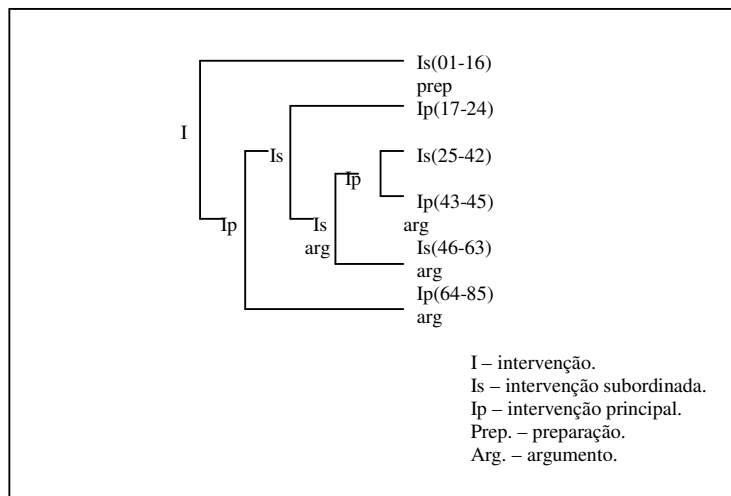 Is(01-16)
prep
Ip(17-24)
I
Is
Is(25-42)
Ip
Ip(43-45)
arg
Ip
Is
arg
Is(46-63)
arg
Ip(64-85)
arg
I – intervenção.
Is – intervenção subordinada.
Ip – intervenção principal.
Prep. – preparação.
Arg. – argumento.